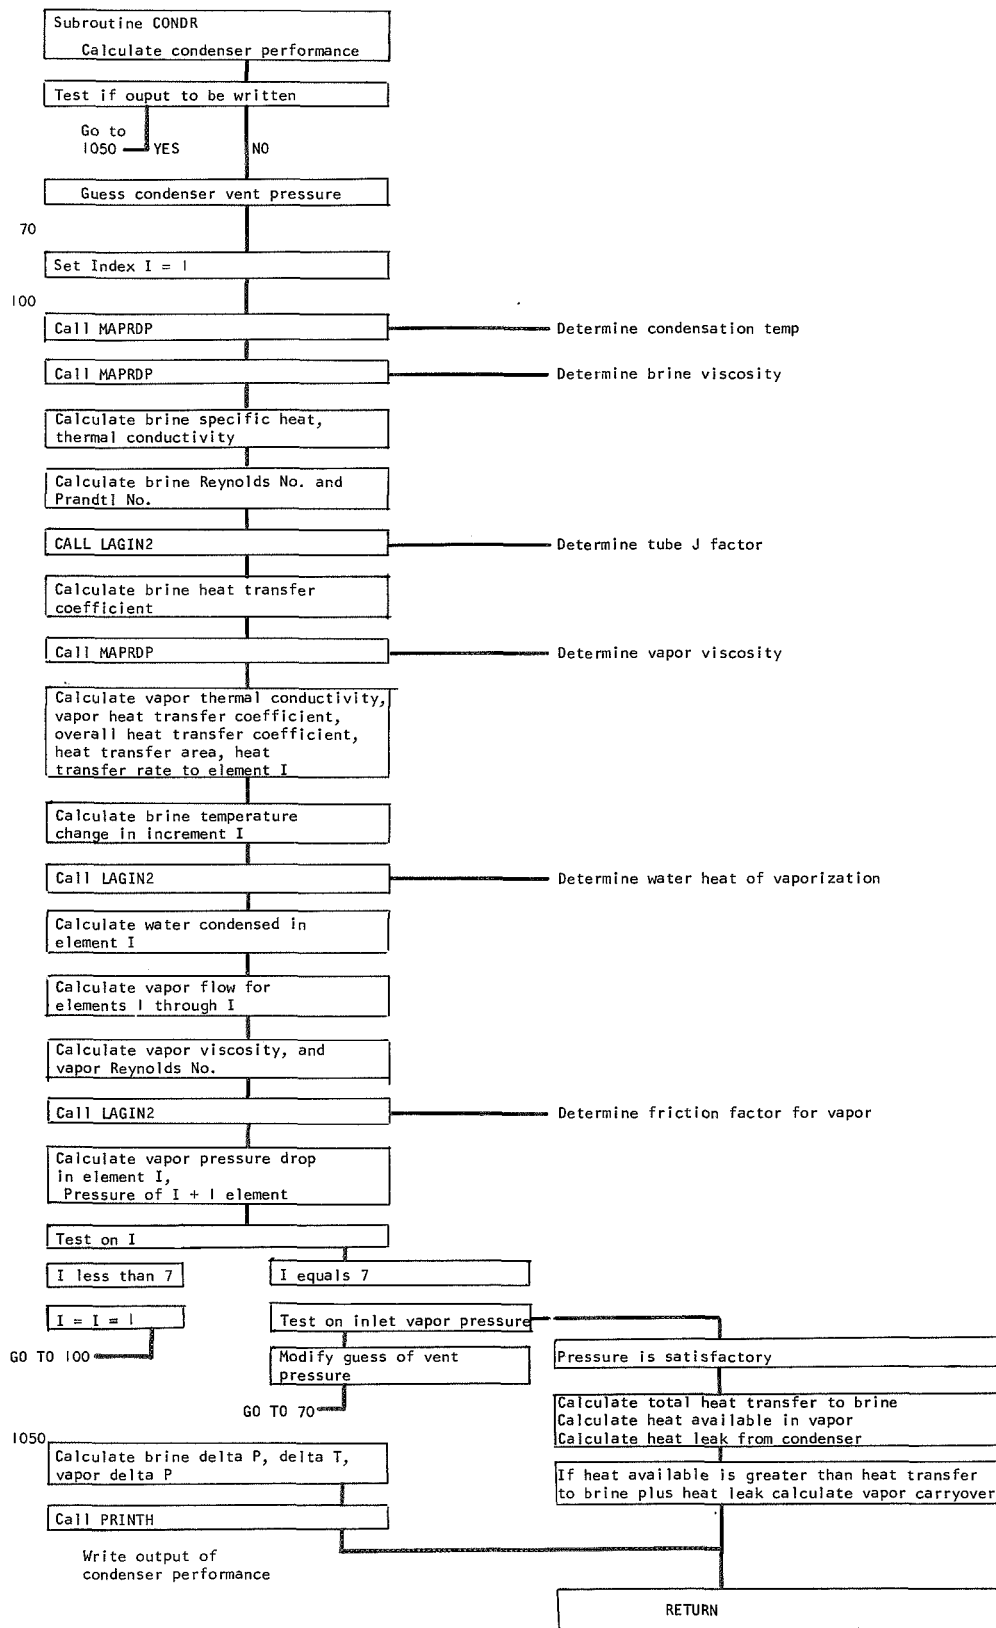 Subroutine CONDR
Calculate condenser performance
Test if ouput to be written
Go to
1050
YES
NO
Guess condenser vent pressure
70
Set Index I = 1
100
Call MAPRDP
Determine condensation temp
Call MAPRDP
Determine brine viscosity
Calculate brine specific heat,
thermal conductivity
Calculate brine Reynolds No. and
Prandtl No.
CALL LAGIN2
Determine tube J factor
Calculate brine heat transfer
coefficient
Call MAPRDP
Determine vapor viscosity
Calculate vapor thermal conductivity,
vapor heat transfer coefficient,
overall heat transfer coefficient,
heat transfer area, heat
transfer rate to element I
Calculate brine temperature
change in increment I
Call LAGIN2
Determine water heat of vaporization
Calculate water condensed in
element I
Calculate vapor flow for
elements 1 through I
Calculate vapor viscosity, and
vapor Reynolds No.
Call LAGIN2
Determine friction factor for vapor
Calculate vapor pressure drop
in element I,
Pressure of I + 1 element
Test on I
I less than 7
I equals 7
I = I = 1
Test on inlet vapor pressure
GO TO 100
Modify guess of vent
pressure
Pressure is satisfactory
GO TO 70
Calculate total heat transfer to brine
Calculate heat available in vapor
Calculate heat leak from condenser
1050
Calculate brine delta P, delta T,
vapor delta P
If heat available is greater than heat transfer
to brine plus heat leak calculate vapor carryover
Call PRINTH
Write output of
condenser performance
RETURN